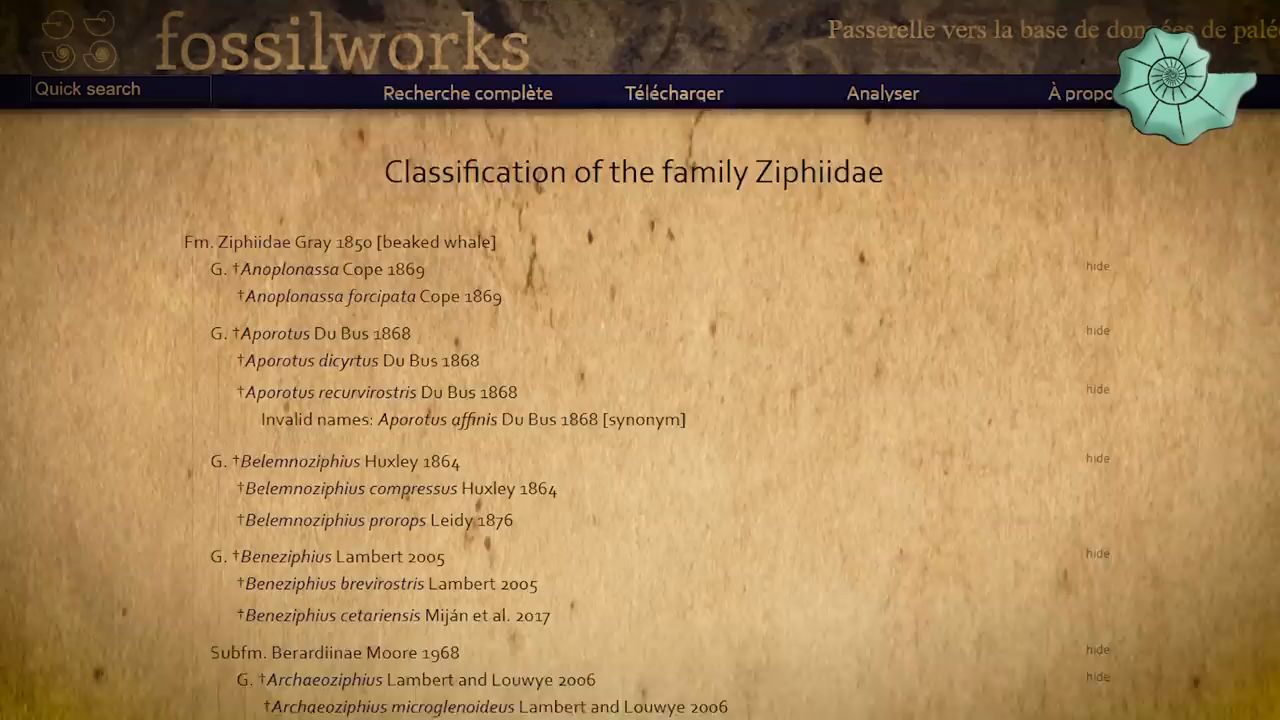 fossilworks
Passerelle vers la base de données de palé
Quick search
Recherche complète
Télécharger
Analyser
À propo
Classification of the family Ziphiidae
Fm. Ziphiidae Gray 1850 [beaked whale]
G. †Anoplonassa Cope 1869 hide
†Anoplonassa forcipata Cope 1869
G. †Aporotus Du Bus 1868 hide
†Aporotus dicyrtus Du Bus 1868
†Aporotus recurvirostris Du Bus 1868 hide
Invalid names: Aporotus affinis Du Bus 1868 [synonym]
G. †Belemnoziphius Huxley 1864 hide
†Belemnoziphius compressus Huxley 1864
†Belemnoziphius prorops Leidy 1876
G. †Beneziphius Lambert 2005 hide
†Beneziphius brevirostris Lambert 2005
†Beneziphius cetariensis Miján et al. 2017
Subfm. Berardiinae Moore 1968 hide
G. †Archaeoziphius Lambert and Louwye 2006 hide
†Archaeoziphius microglenoideus Lambert and Louwye 2006